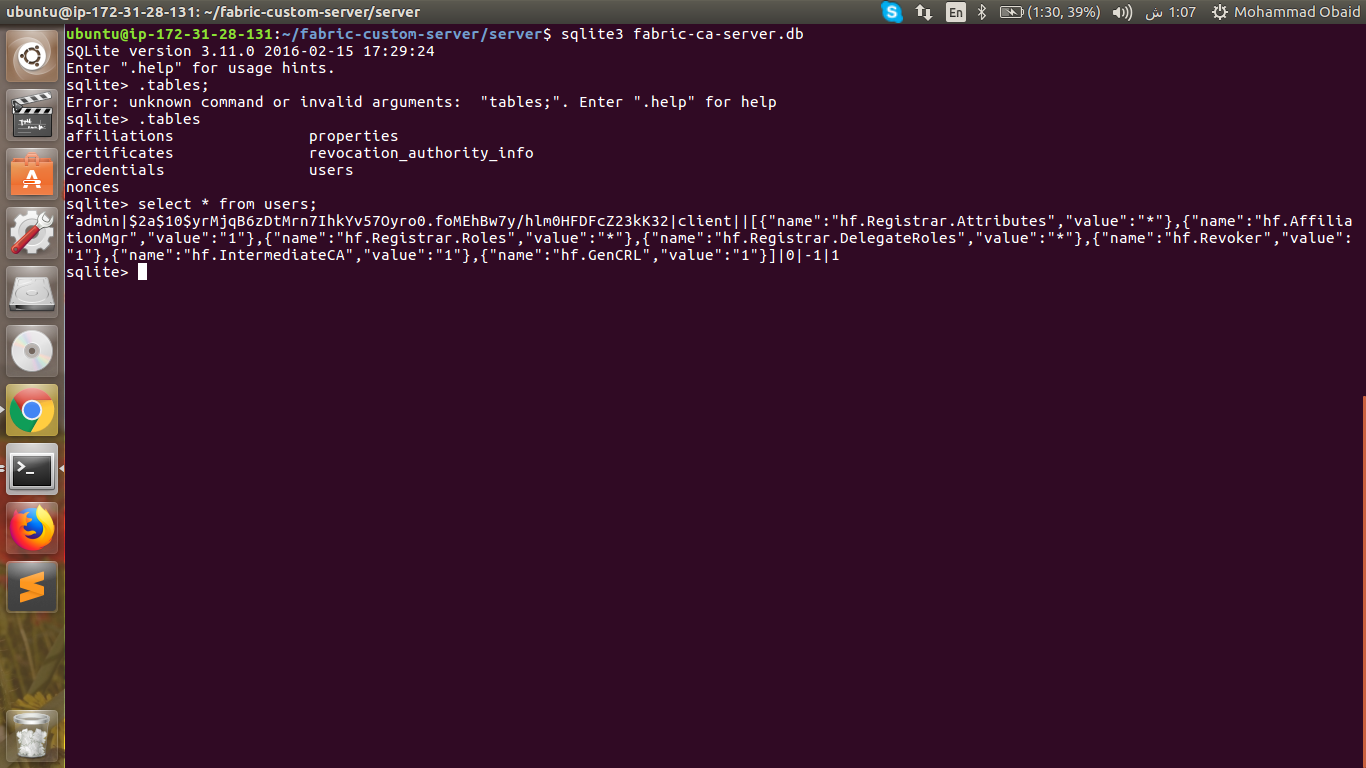 ubuntu@ip-172-31-28-131: ~/fabric-custom-server/server
En
(1:30, 39%)
1:07 ش
Mohammad Obaid
ubuntu@ip-172-31-28-131:~/fabric-custom-server/server$ sqlite3 fabric-ca-server.db
SQLite version 3.11.0 2016-02-15 17:29:24
Enter ".help" for usage hints.
sqlite> .tables;
Error: unknown command or invalid arguments:  "tables;". Enter ".help" for help
sqlite> .tables
affiliations               properties
certificates               revocation_authority_info
credentials                users
nonces
sqlite> select * from users;
“admin|$2a$10$yrMjqB6zDtMrn7IhkYv57Oyro0.foMEhBw7y/hlm0HFDFcZ23kK32|client||[{"name":"hf.Registrar.Attributes","value":"*"},{"name":"hf.Affilia
tionMgr","value":"1"},{"name":"hf.Registrar.Roles","value":"*"},{"name":"hf.Registrar.DelegateRoles","value":"*"},{"name":"hf.Revoker","value":
"1"},{"name":"hf.IntermediateCA","value":"1"},{"name":"hf.GenCRL","value":"1"}]|0|-1|1
sqlite>